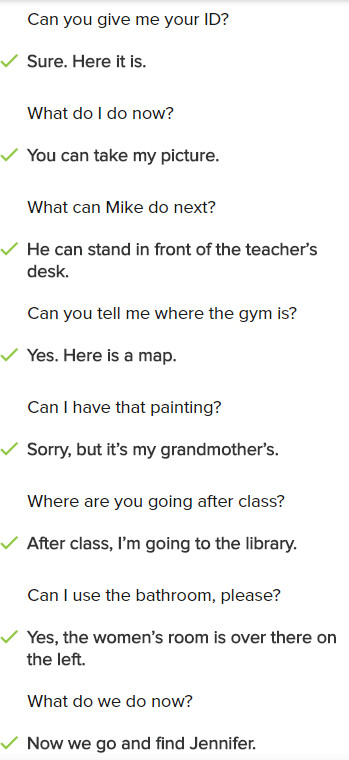 Can you give me your ID?
Sure. Here it is.
What do I do now?
You can take my picture.
What can Mike do next?
He can stand in front of the teacher's
desk.
Can you tell me where the gym is?
Yes. Here is a map.
Can I have that painting?
Sorry, but it's my grandmother's.
Where are you going after class?
After class, I'm going to the library.
Can I use the bathroom, please?
Yes, the women's room is over there on
the left.
What do we do now?
Now we go and find Jennifer.